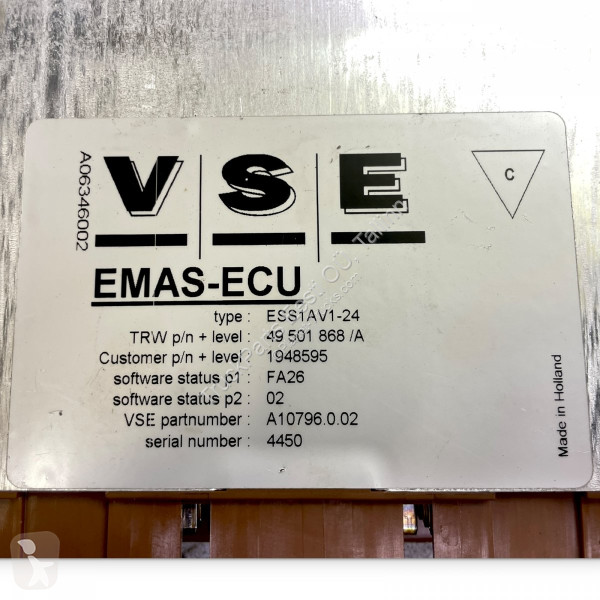 A06346002
VSE
C
EMAS-ECU
type : ESS1AV1-24
TRW p/n + level : 49 501 868 /A
Customer p/n + level : 1948595
software status p1 : FA26
software status p2 : 02
VSE partnumber : A10796.0.02
serial number : 4450
Made in Holland